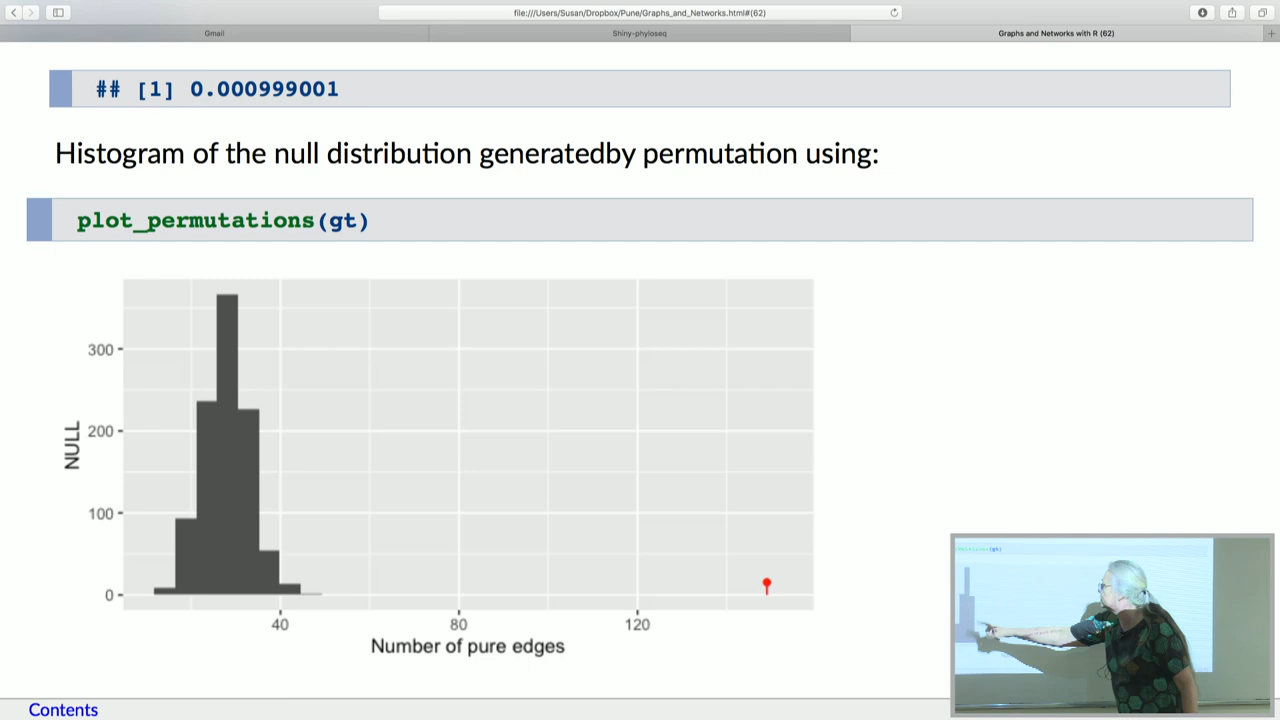 file:///Users/Susan/Dropbox/Pune/Graphs_and_Networks.html#(62)
Gmail
Shiny-phyloseq
Graphs and Networks with R (62)
## [1] 0.000999001
Histogram of the null distribution generatedby permutation using:
plot_permutations(gt)
NULL
300
200
100
0
40
80
120
Number of pure edges
Contents